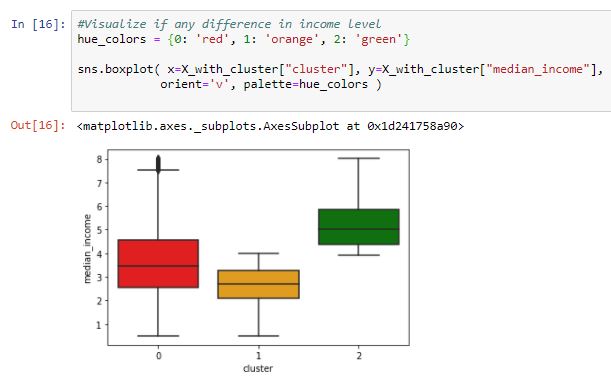 In [16]: #Visualize if any difference in income level
hue_colors = {0: 'red', 1: 'orange', 2: 'green'}
sns.boxplot( x=X_with_cluster["cluster"], y=X_with_cluster["median_income"],
orient='v', palette=hue_colors )
Out[16]: <matplotlib.axes._subplots.AxesSubplot at 0x1d241758a90>
8
7
6
5
4
3
2
1
median_income
0 1 2
cluster